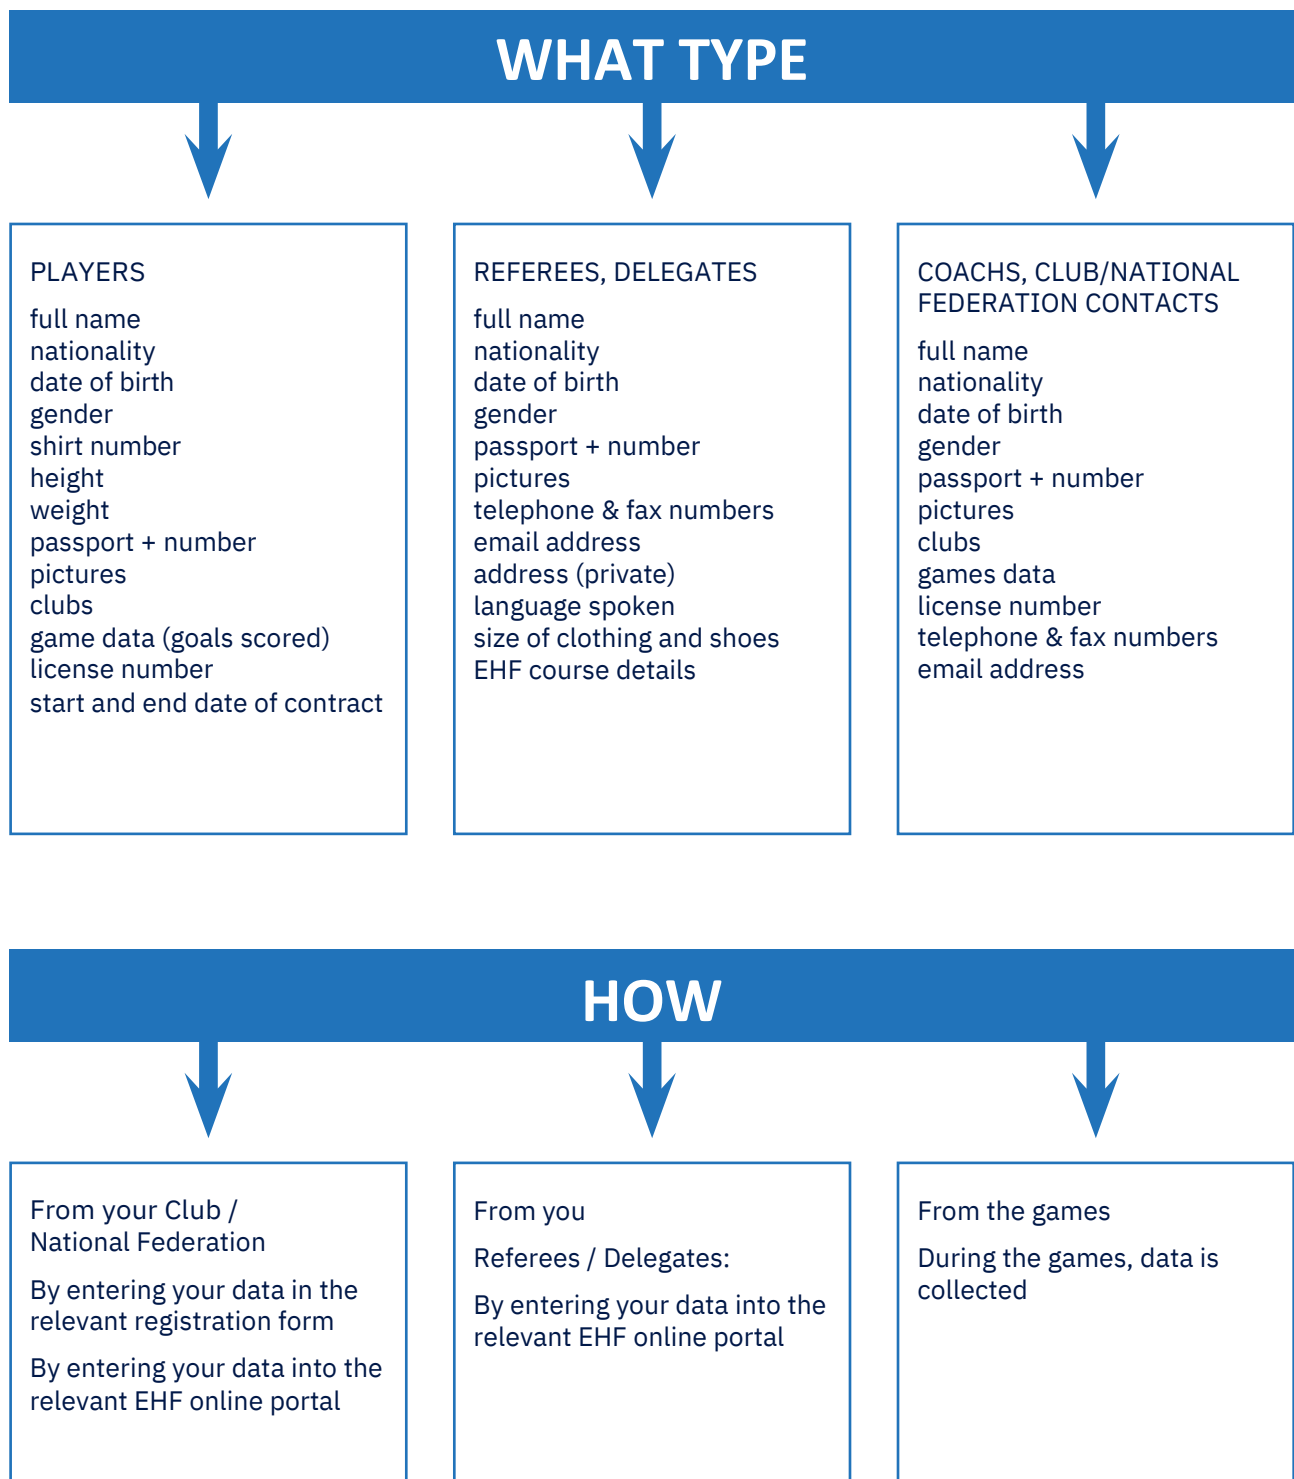 WHAT TYPE
PLAYERS
full name
nationality
date of birth
gender
shirt number
height
weight
passport + number
pictures
clubs
game data (goals scored)
license number
start and end date of contract
REFEREES, DELEGATES
full name
nationality
date of birth
gender
passport + number
pictures
telephone & fax numbers
email address
address (private)
language spoken
size of clothing and shoes
EHF course details
COACHS, CLUB/NATIONAL
FEDERATION CONTACTS
full name
nationality
date of birth
gender
passport + number
pictures
clubs
games data
license number
telephone & fax numbers
email address
HOW
From your Club /
National Federation
By entering your data in the
relevant registration form
By entering your data into the
relevant EHF online portal
From you
Referees / Delegates:
By entering your data into the
relevant EHF online portal
From the games
During the games, data is
collected